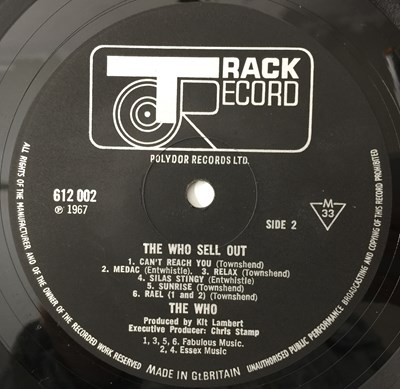 TRACK
RECORD
POLYDOR RECORDS LTD.
612 002
℗ 1967
SIDE 2
M
33
THE WHO SELL OUT
1. CAN'T REACH YOU (Townshend)
2. MEDAC (Entwhistle). 3. RELAX (Townshend)
4. SILAS STINGY (Entwhistle)
5. SUNRISE (Townshend)
6. RAEL (1 and 2) (Townshend)
THE WHO
Produced by Kit Lambert
Executive Producer: Chris Stamp
1, 3, 5, 6. Fabulous Music.
2, 4. Essex Music
ALL RIGHTS OF THE MANUFACTURER AND OF THE OWNER OF THE RECORDED WORK RESERVED
UNAUTHORISED PUBLIC PERFORMANCE BROADCASTING AND COPYING OF THIS RECORD PROHIBITED
MADE IN Gt.BRITAIN